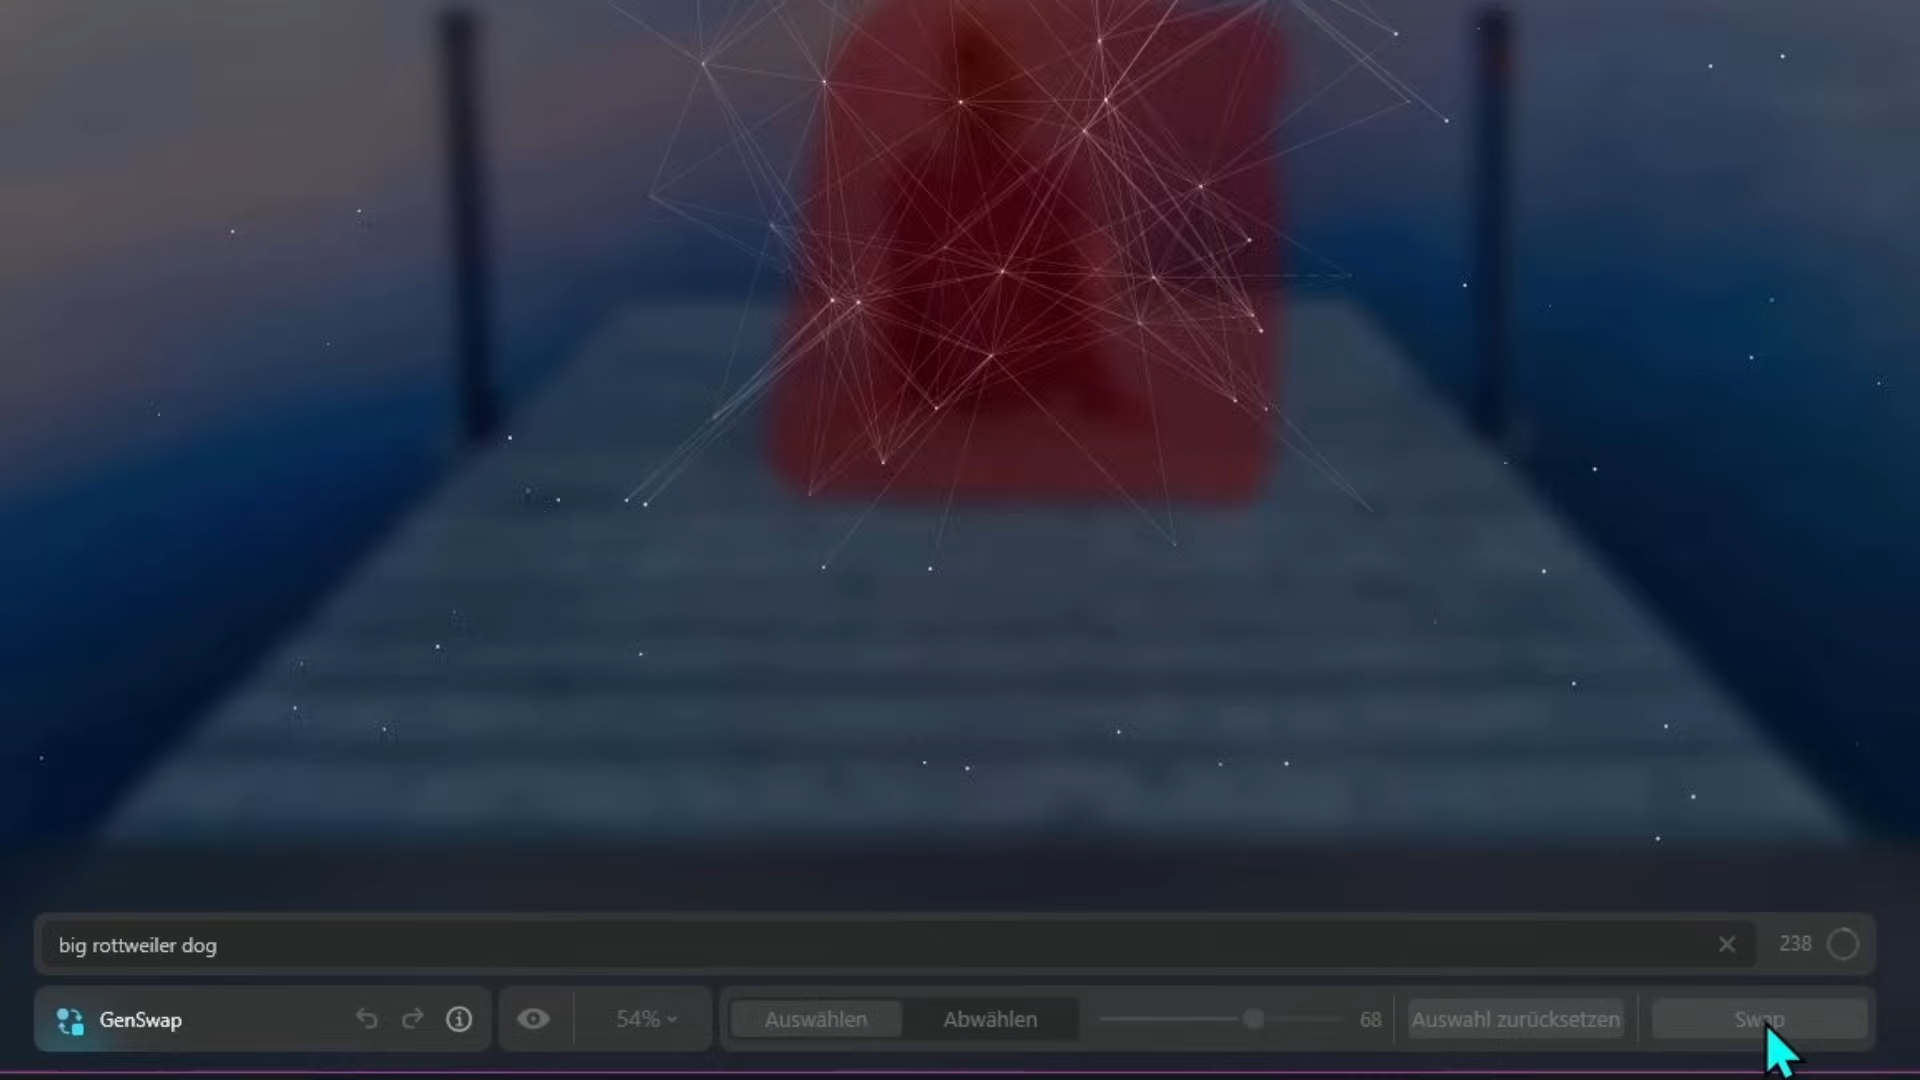 big rottweiler dog
238
GenSwap
54%
Auswählen
Abwählen
68
Auswahl zurücksetzen
Swap